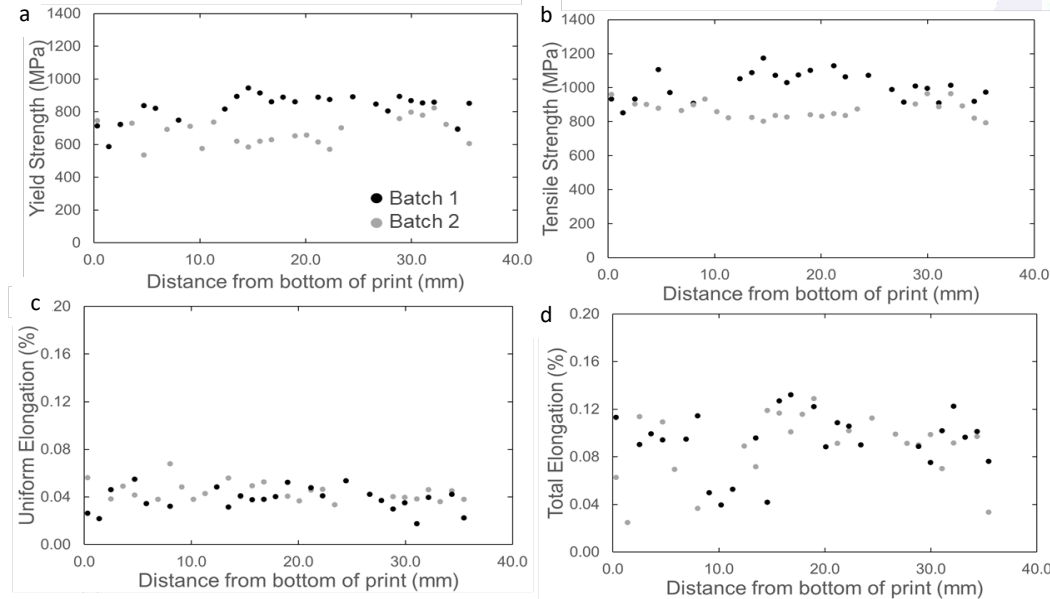 a
1400
1200
1000
800
600
400
200
0
Yield Strength (MPa)
Batch 1
Batch 2
0.0 10.0 20.0 30.0 40.0
Distance from bottom of print (mm)
b
1400
1200
1000
800
600
400
200
0
Tensile Strength (MPa)
0.0 10.0 20.0 30.0 40.0
Distance from bottom of print (mm)
c
20
0.16
0.12
0.08
0.04
0.00
Uniform Elongation (%)
0.0 10.0 20.0 30.0 40.0
Distance from bottom of print (mm)
d
0.20
0.16
0.12
0.08
0.04
0.00
Total Elongation (%)
0.0 10.0 20.0 30.0 40.0
Distance from bottom of print (mm)